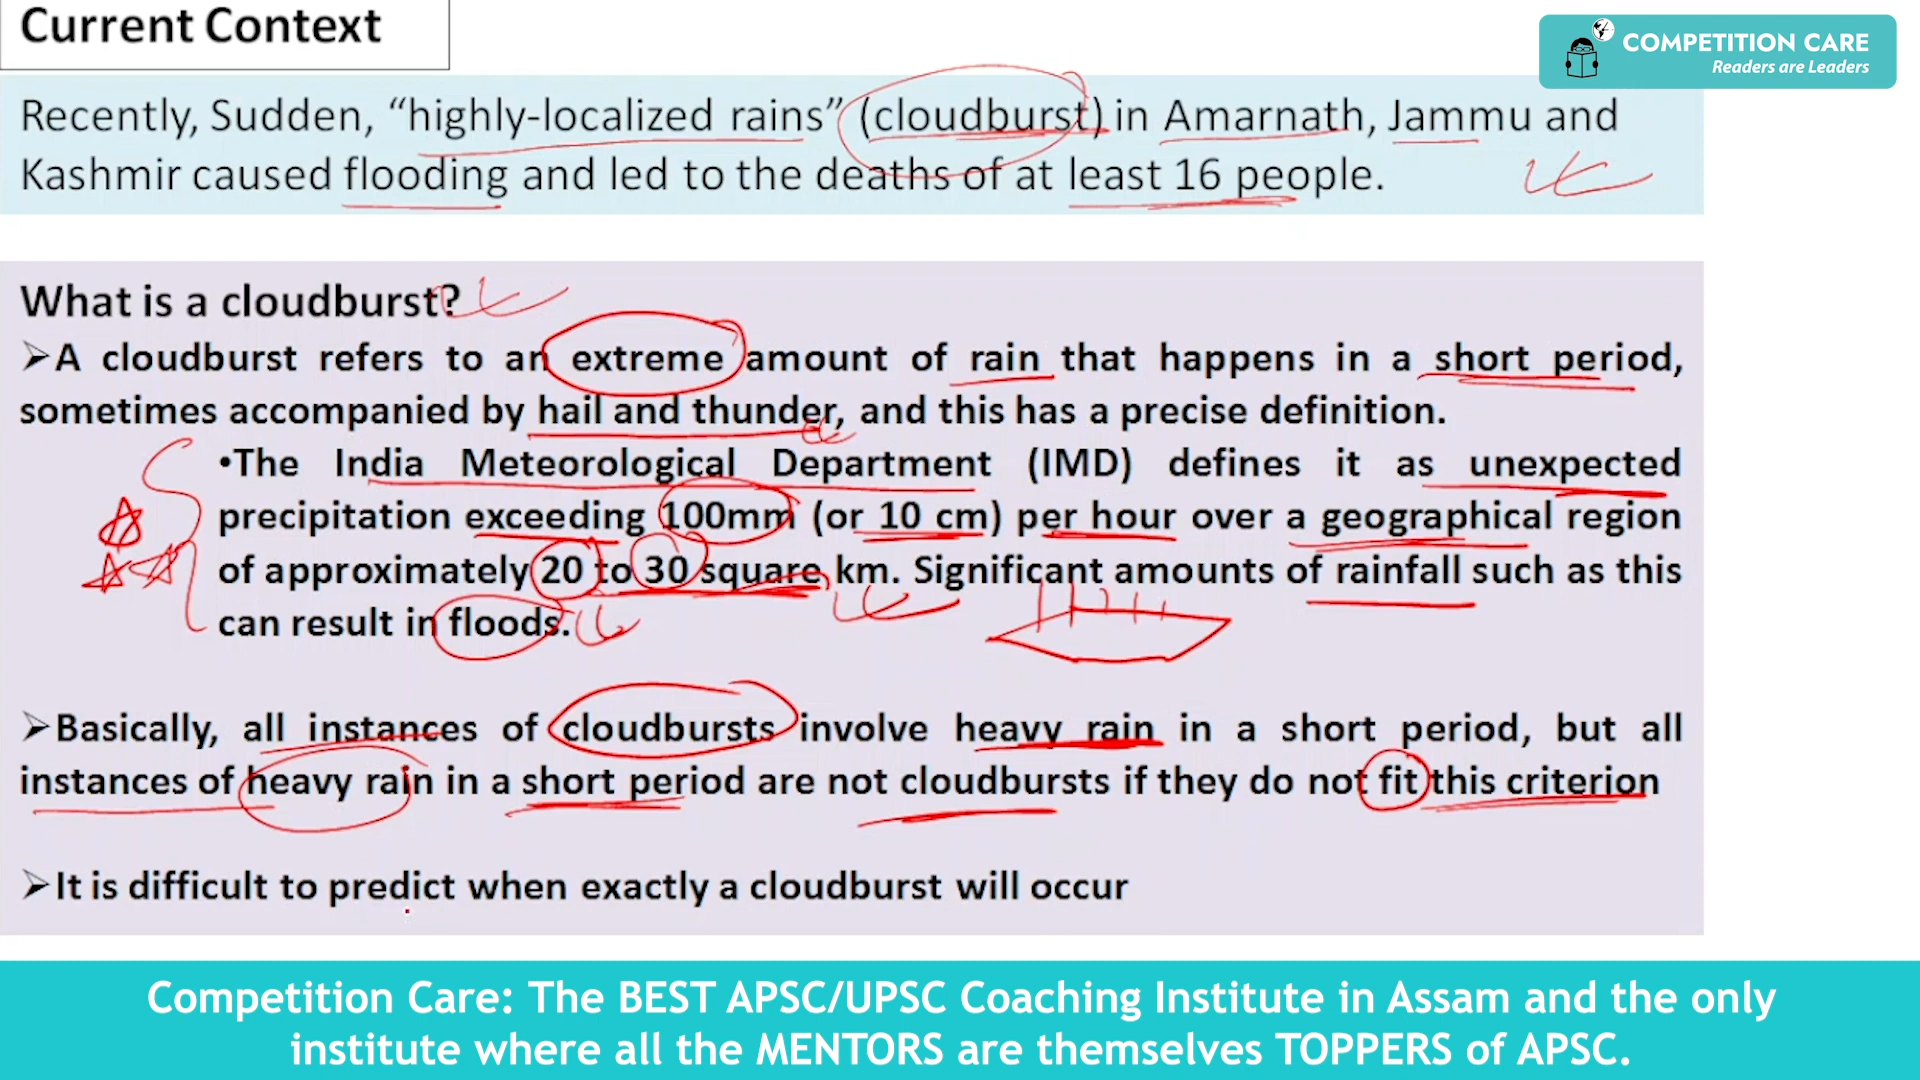 Current Context
COMPETITION CARE
Readers are Leaders
Recently, Sudden, “highly-localized rains” (cloudburst) in Amarnath, Jammu and
Kashmir caused flooding and led to the deaths of at least 16 people.
What is a cloudburst?
➢A cloudburst refers to an extreme amount of rain that happens in a short period,
sometimes accompanied by hail and thunder, and this has a precise definition.
•The India Meteorological Department (IMD) defines it as unexpected
precipitation exceeding 100mm (or 10 cm) per hour over a geographical region
of approximately 20 to 30 square km. Significant amounts of rainfall such as this
can result in floods.
➢Basically, all instances of cloudbursts involve heavy rain in a short period, but all
instances of heavy rain in a short period are not cloudbursts if they do not fit this criterion
➢It is difficult to predict when exactly a cloudburst will occur
Competition Care: The BEST APSC/UPSC Coaching Institute in Assam and the only
institute where all the MENTORS are themselves TOPPERS of APSC.